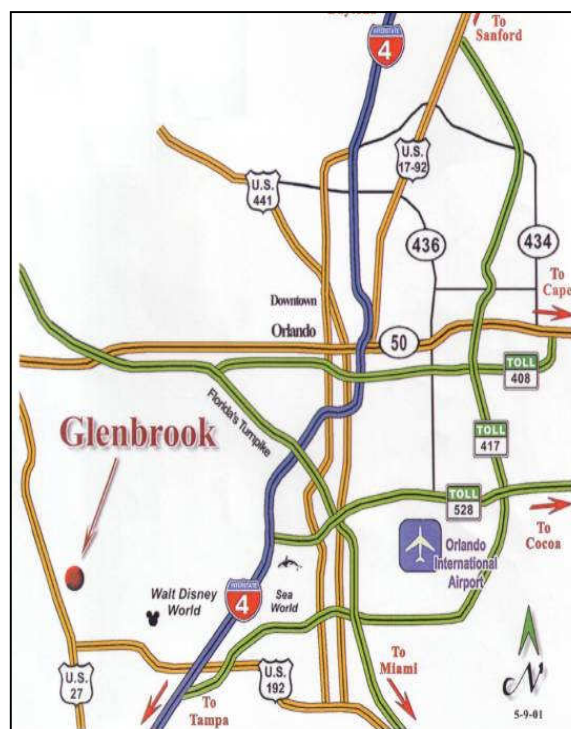 To
Sanford
INTERSTATE
4
U.S.
17-92
U.S.
441
436
434
To
Cape
Downtown
Orlando
50
TOLL
408
Florida's Turnpike
Glenbrook
TOLL
417
TOLL
528
To
Cocoa
Orlando
International
Airport
Walt Disney
World
INTERSTATE
4
Sea
World
To
Miami
U.S.
27
U.S.
192
To
Tampa
N
5-9-01